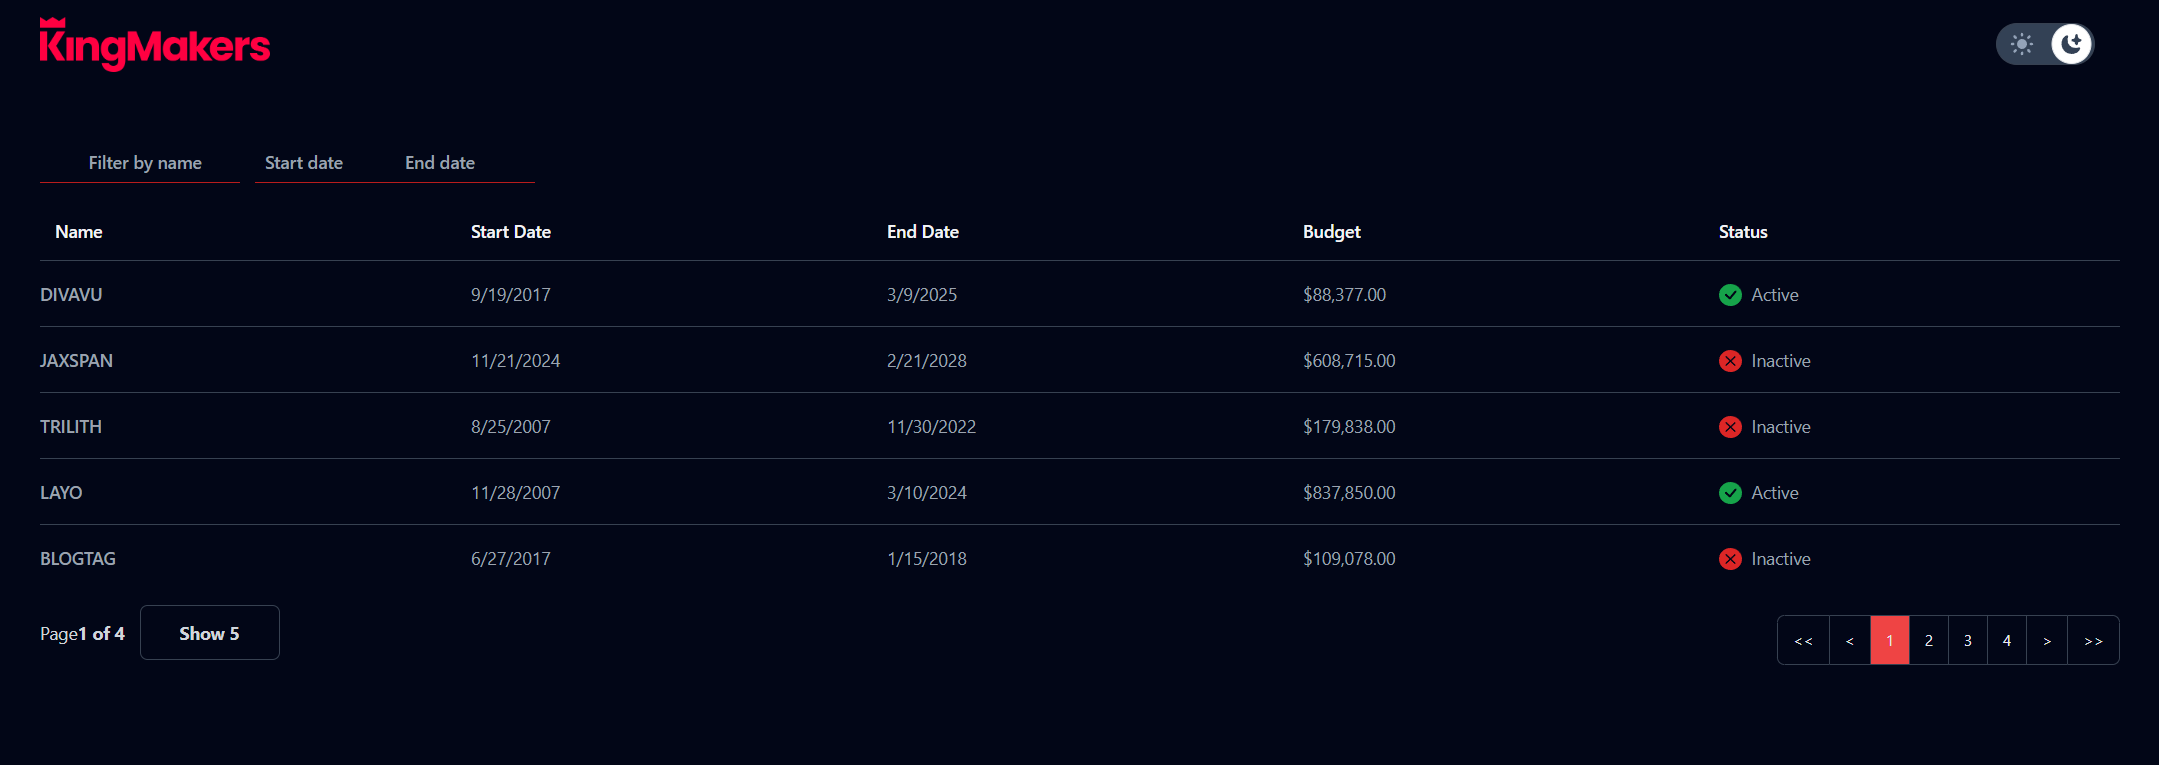 KingMakers
Filter by name Start date End date
Name Start Date End Date Budget Status
DIVAVU 9/19/2017 3/9/2025 $88,377.00 Active
JAXSPAN 11/21/2024 2/21/2028 $608,715.00 Inactive
TRILITH 8/25/2007 11/30/2022 $179,838.00 Inactive
LAYO 11/28/2007 3/10/2024 $837,850.00 Active
BLOGTAG 6/27/2017 1/15/2018 $109,078.00 Inactive
Page1 of 4 Show 5 << < 1 2 3 4 > >>